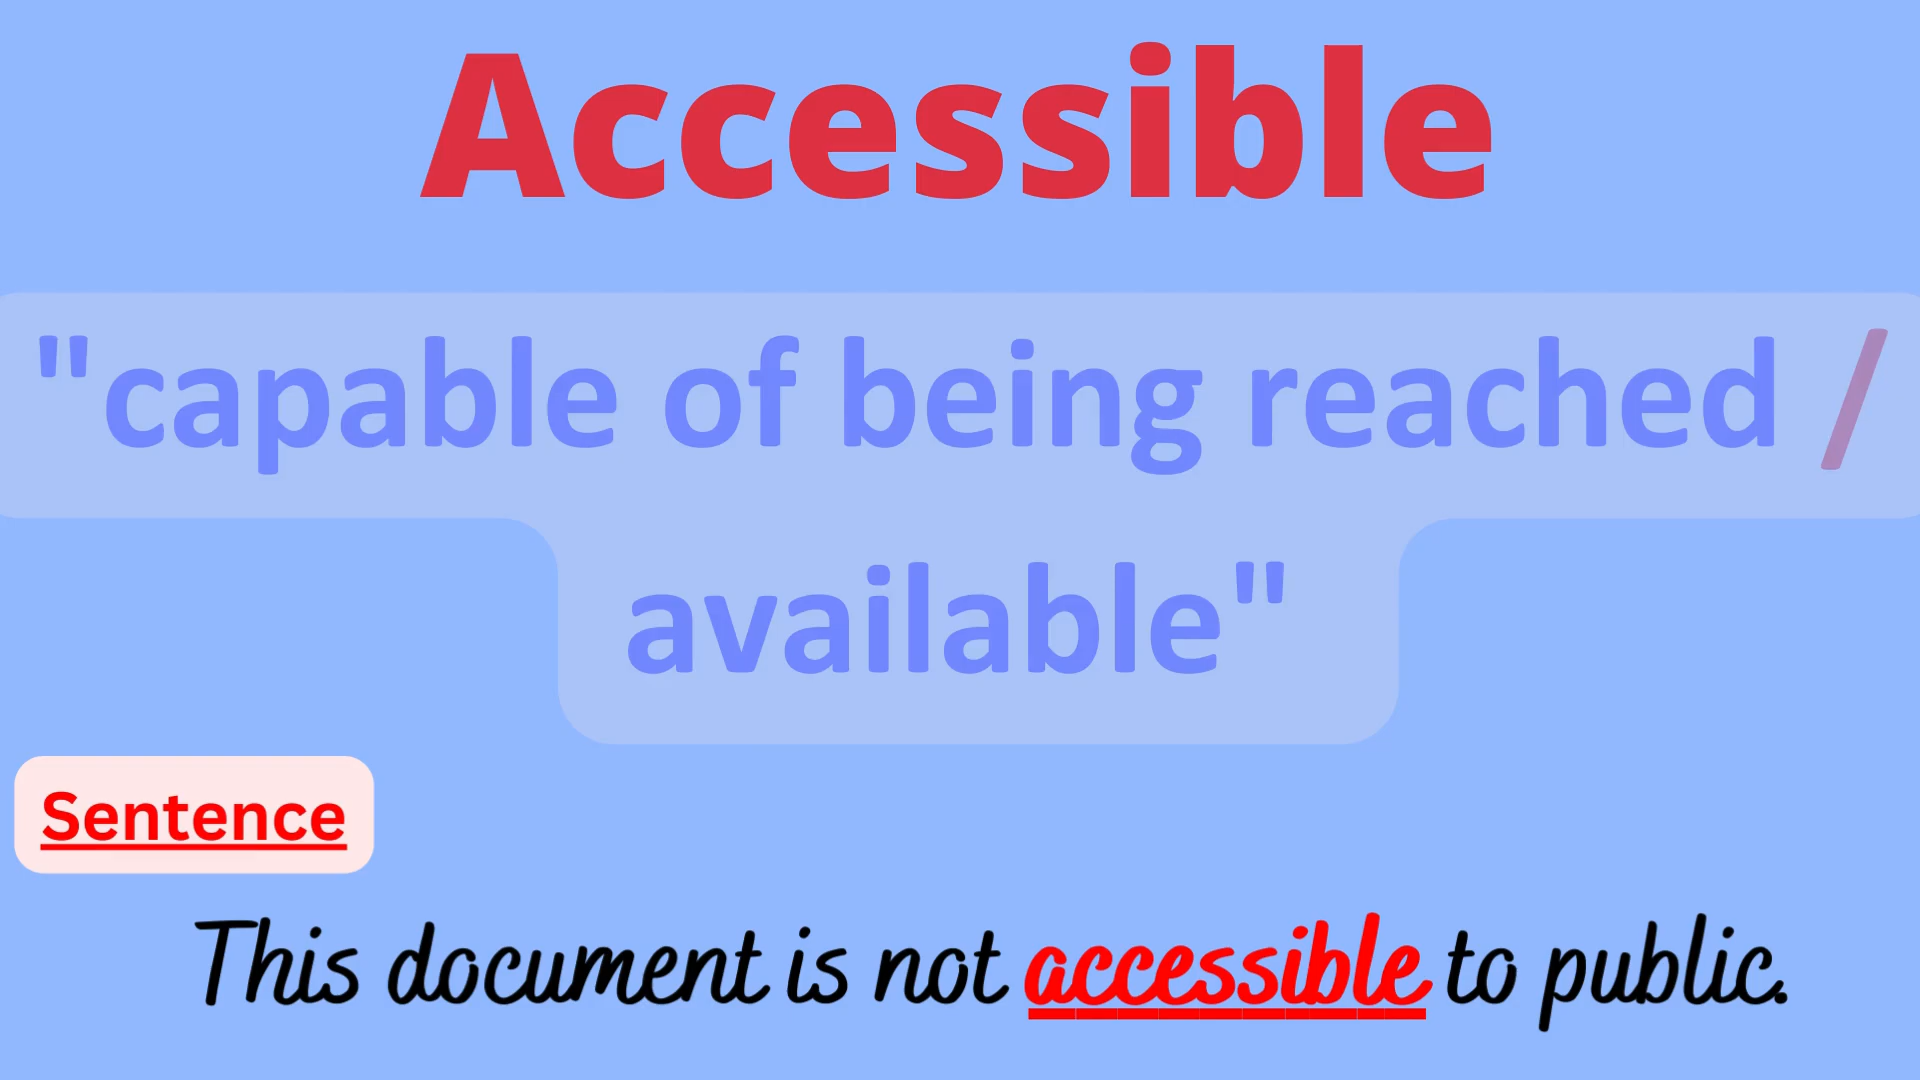 Accessible
"capable of being reached /
available"
Sentence
This document is not accessible to public.